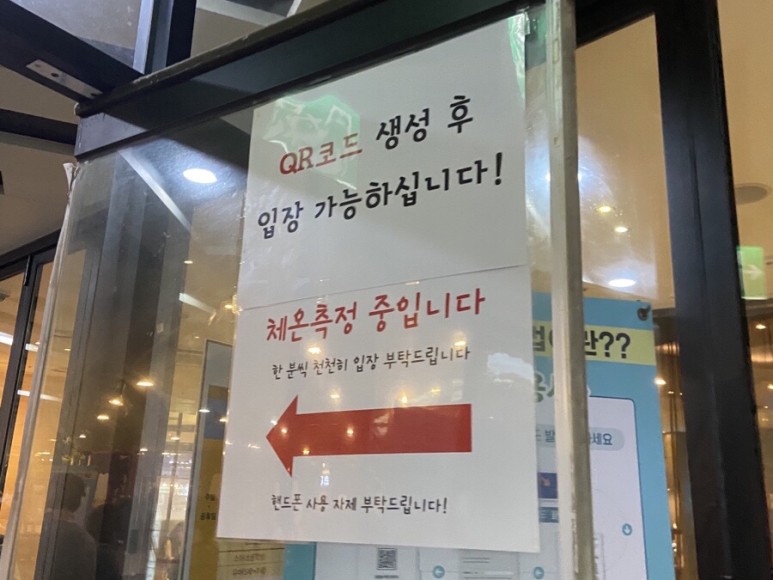 QR코드 생성 후
입장 가능하십니다!
체온측정 중입니다
한 분씩 천천히 입장 부탁드립니다
핸드폰 사용 자제 부탁드립니다!
??
세요